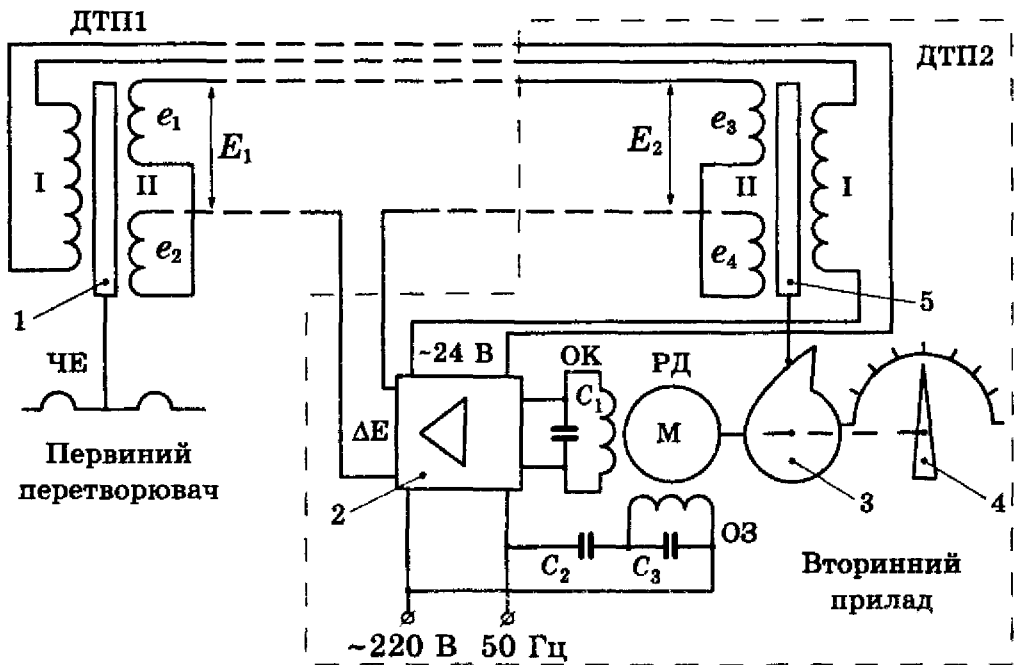 ДТП1
ДТП2
e₁
E₁
E₂
e₃
I
II
II
I
e₂
e₄
1
5
ЧЕ
~24 В
ОК
РД
C₁
ΔE
М
Первиний
перетворювач
2
3
4
ОЗ
C₂
C₃
Вторинний
прилад
~220 В 50 Гц